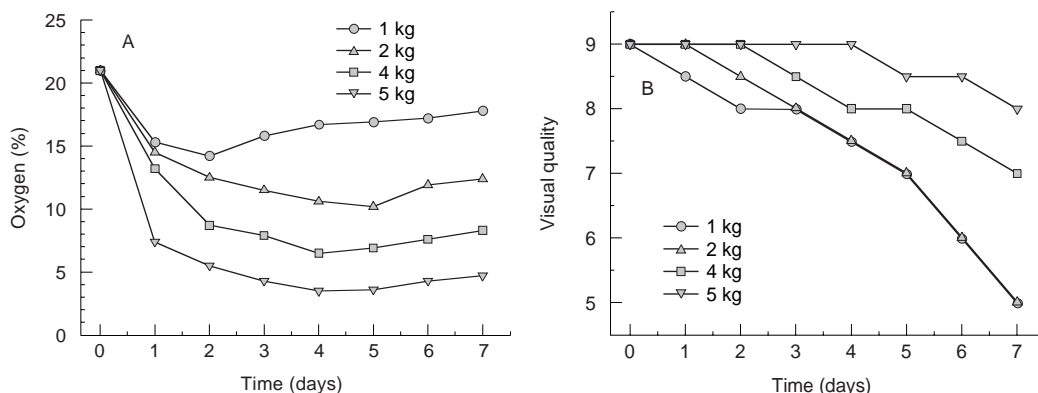 A
1 kg
2 kg
4 kg
5 kg
25
20
15
10
5
0
Oxygen (%)
0 1 2 3 4 5 6 7
Time (days)
B
9
8
7
6
5
Visual quality
1 kg
2 kg
4 kg
5 kg
0 1 2 3 4 5 6 7
Time (days)